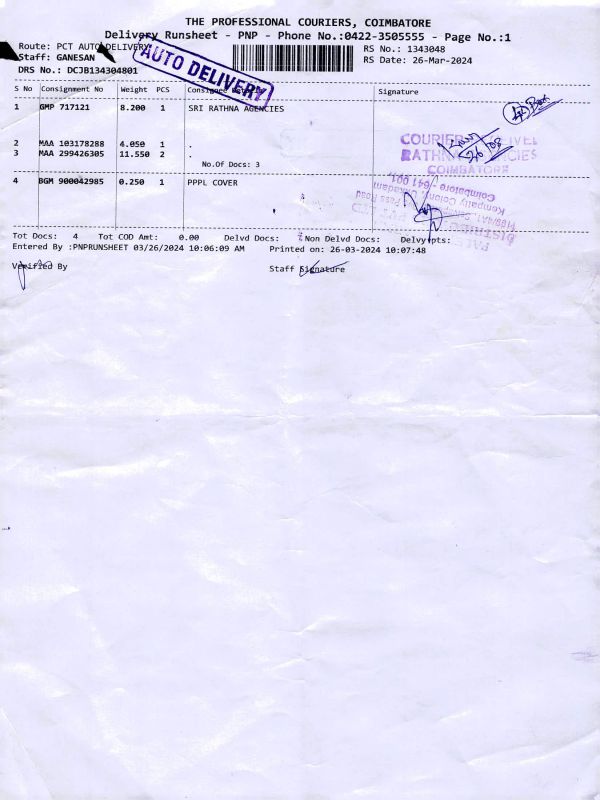 THE PROFESSIONAL COURIERS, COIMBATORE
Delivery Runsheet - PNP - Phone No.:0422-3505555 - Page No.:1
Route: PCT AUTO DELIVERY
RS No.: 1343048
Staff: GANESAN
RS Date: 26-Mar-2024
DRS No.: DCJB134304801
AUTO DELIVERY
S No Consignment No Weight PCS Consignee Signature
1 GMP 717121 8.200 1 SRI RATHNA AGENCIES
2 MAA 103178288 4.050 1 .
3 MAA 299426305 11.550 2 .
No.Of Docs: 3
COURIER
RATHNA
COIMBATORE
4 BGM 900042985 0.250 1 PPPL COVER
Coimbatore - 641 001
Tot Docs: 4 Tot COD Amt: 0.00 Delvd Docs: Non Delvd Docs: Delvy pts:
Entered By :PNPRUNSHEET 03/26/2024 10:06:09 AM Printed on: 26-03-2024 10:07:48
Verified By Staff Signature